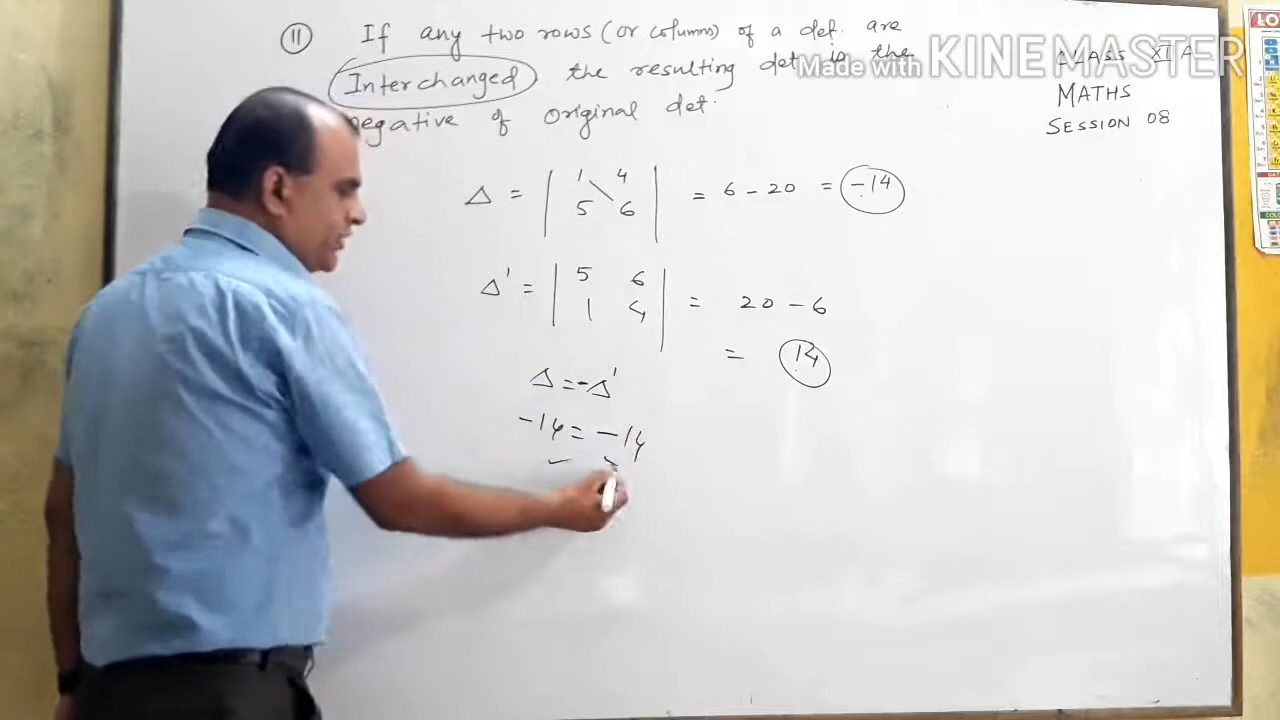 ⑪ If any two rows (or columns) of a det. are
Interchanged the resulting det is the
negative of original det.
Made with KINEMASTER
CLASS XI A
MATHS
SESSION 08
Δ = | 1 4 | = 6 - 20 = -14
| 5 6 |
Δ' = | 5 6 | = 20 - 6
| 1 4 |
= 14
Δ = -Δ'
-14 = -14
LO